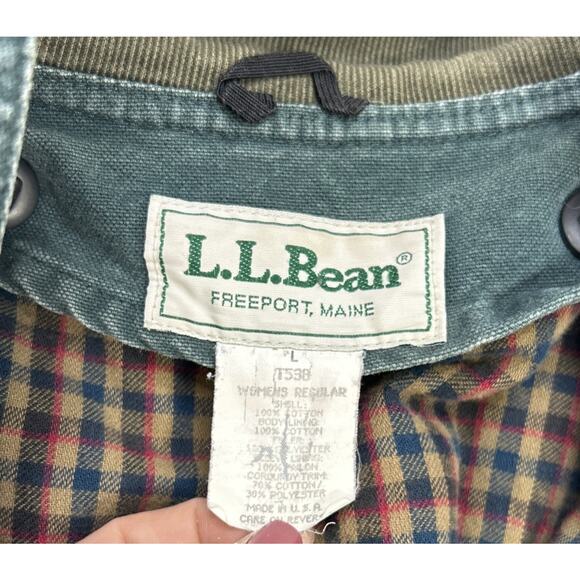 L.L.Bean®
FREEPORT, MAINE
L
T538
WOMENS REGULAR
SHELL:
100% COTTON
BODY LINING:
100% COTTON
100% NYLON
CORDUROY TRIM:
70% COTTON/
30% POLYESTER
MADE IN U.S.A
CARE ON REVERS